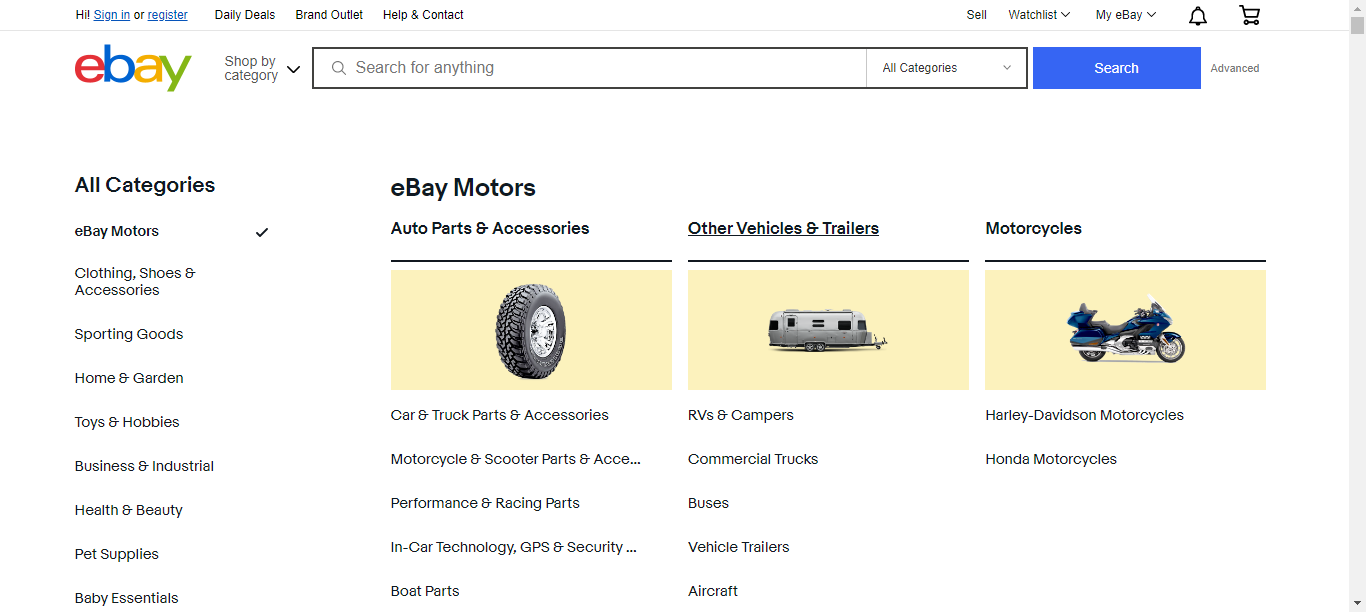 Hi! Sign in or register Daily Deals Brand Outlet Help & Contact Sell Watchlist My eBay
ebay
Shop by
category
Search for anything
All Categories
Search
Advanced
All Categories
eBay Motors
Clothing, Shoes &
Accessories
Sporting Goods
Home & Garden
Toys & Hobbies
Business & Industrial
Health & Beauty
Pet Supplies
Baby Essentials
eBay Motors
Auto Parts & Accessories
Car & Truck Parts & Accessories
Motorcycle & Scooter Parts & Acce...
Performance & Racing Parts
In-Car Technology, GPS & Security ...
Boat Parts
Other Vehicles & Trailers
RVs & Campers
Commercial Trucks
Buses
Vehicle Trailers
Aircraft
Motorcycles
Harley-Davidson Motorcycles
Honda Motorcycles